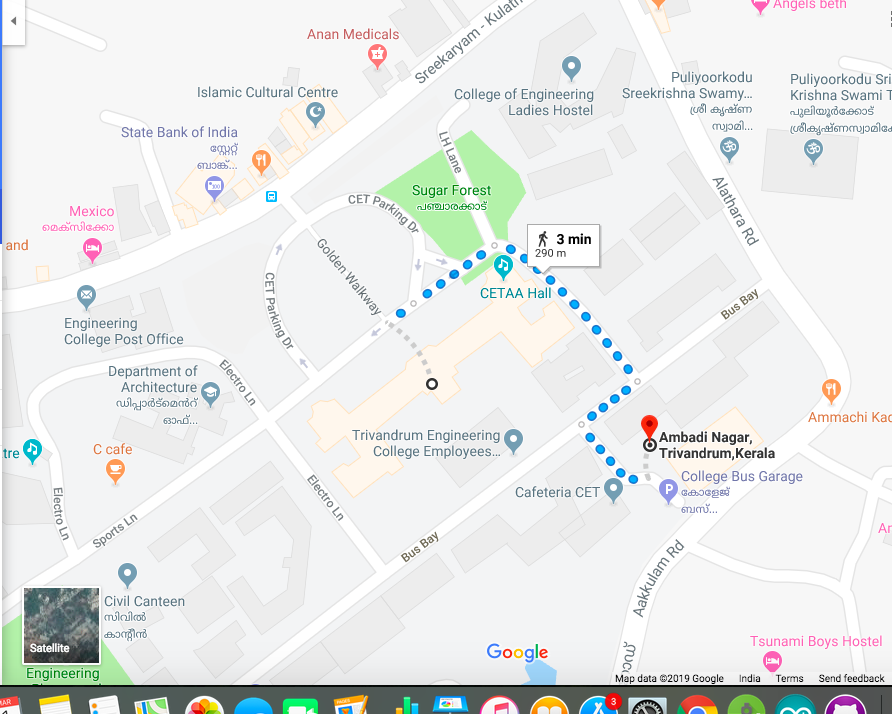 Angels beth
Anan Medicals
Sreekaryam - Kulath
Islamic Cultural Centre
College of Engineering
Ladies Hostel
Puliyoorkodu
Sreekrishna Swamy...
ശ്രീ കൃഷ്ണ
സ്വാമി...
Puliyoorkodu Sri
Krishna Swami T
പുലിയൂർക്കോട്
ശ്രീകൃഷ്ണസ്വാമിക്ഷേ
State Bank of India
സ്റ്റേറ്റ്
ബാങ്ക്...
LH Lane
Sugar Forest
പഞ്ചാരക്കാട്
CET Parking Dr
Alathara Rd
Mexico
മെക്സിക്കോ
and
Golden Walkway
3 min
290 m
CETAA Hall
CET Parking Dr
Bus Bay
Engineering
College Post Office
Electro Ln
Department of
Architecture
ഡിപ്പാർട്മെൻറ്
ഓഫ്...
Ammachi Kad
Trivandrum Engineering
College Employees...
Ambadi Nagar,
Trivandrum,Kerala
C cafe
tre
College Bus Garage
കോളേജ്
ബസ്...
Cafeteria CET
P
Electro Ln
Electro Ln
Sports Ln
Bus Bay
Aakkulam Rd
Ar
Civil Canteen
സിവിൽ
കാന്റീൻ
Satellite
Google
Tsunami Boys Hostel
Engineering
Map data ©2019 Google India Terms Send feedback
MAR
3